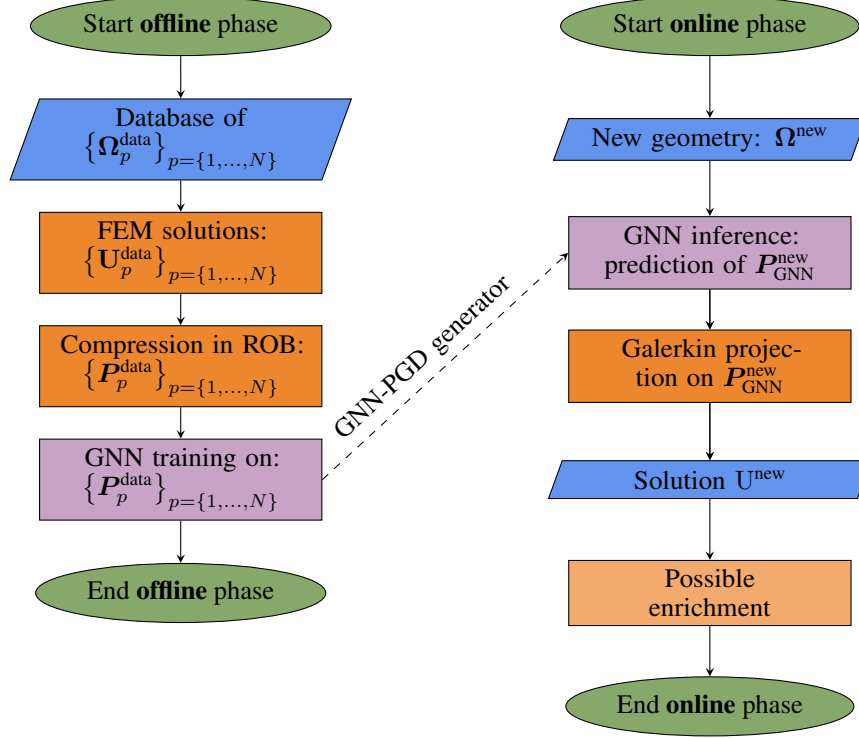 Start offline phase
Database of
{Ω_p^data}_{p={1,...,N}}
FEM solutions:
{U_p^data}_{p={1,...,N}}
Compression in ROB:
{P_p^data}_{p={1,...,N}}
GNN training on:
{P_p^data}_{p={1,...,N}}
End offline phase
GNN-PGD generator
Start online phase
New geometry: Ω^new
GNN inference:
prediction of P_GNN^new
Galerkin projec-
tion on P_GNN^new
Solution U^new
Possible
enrichment
End online phase